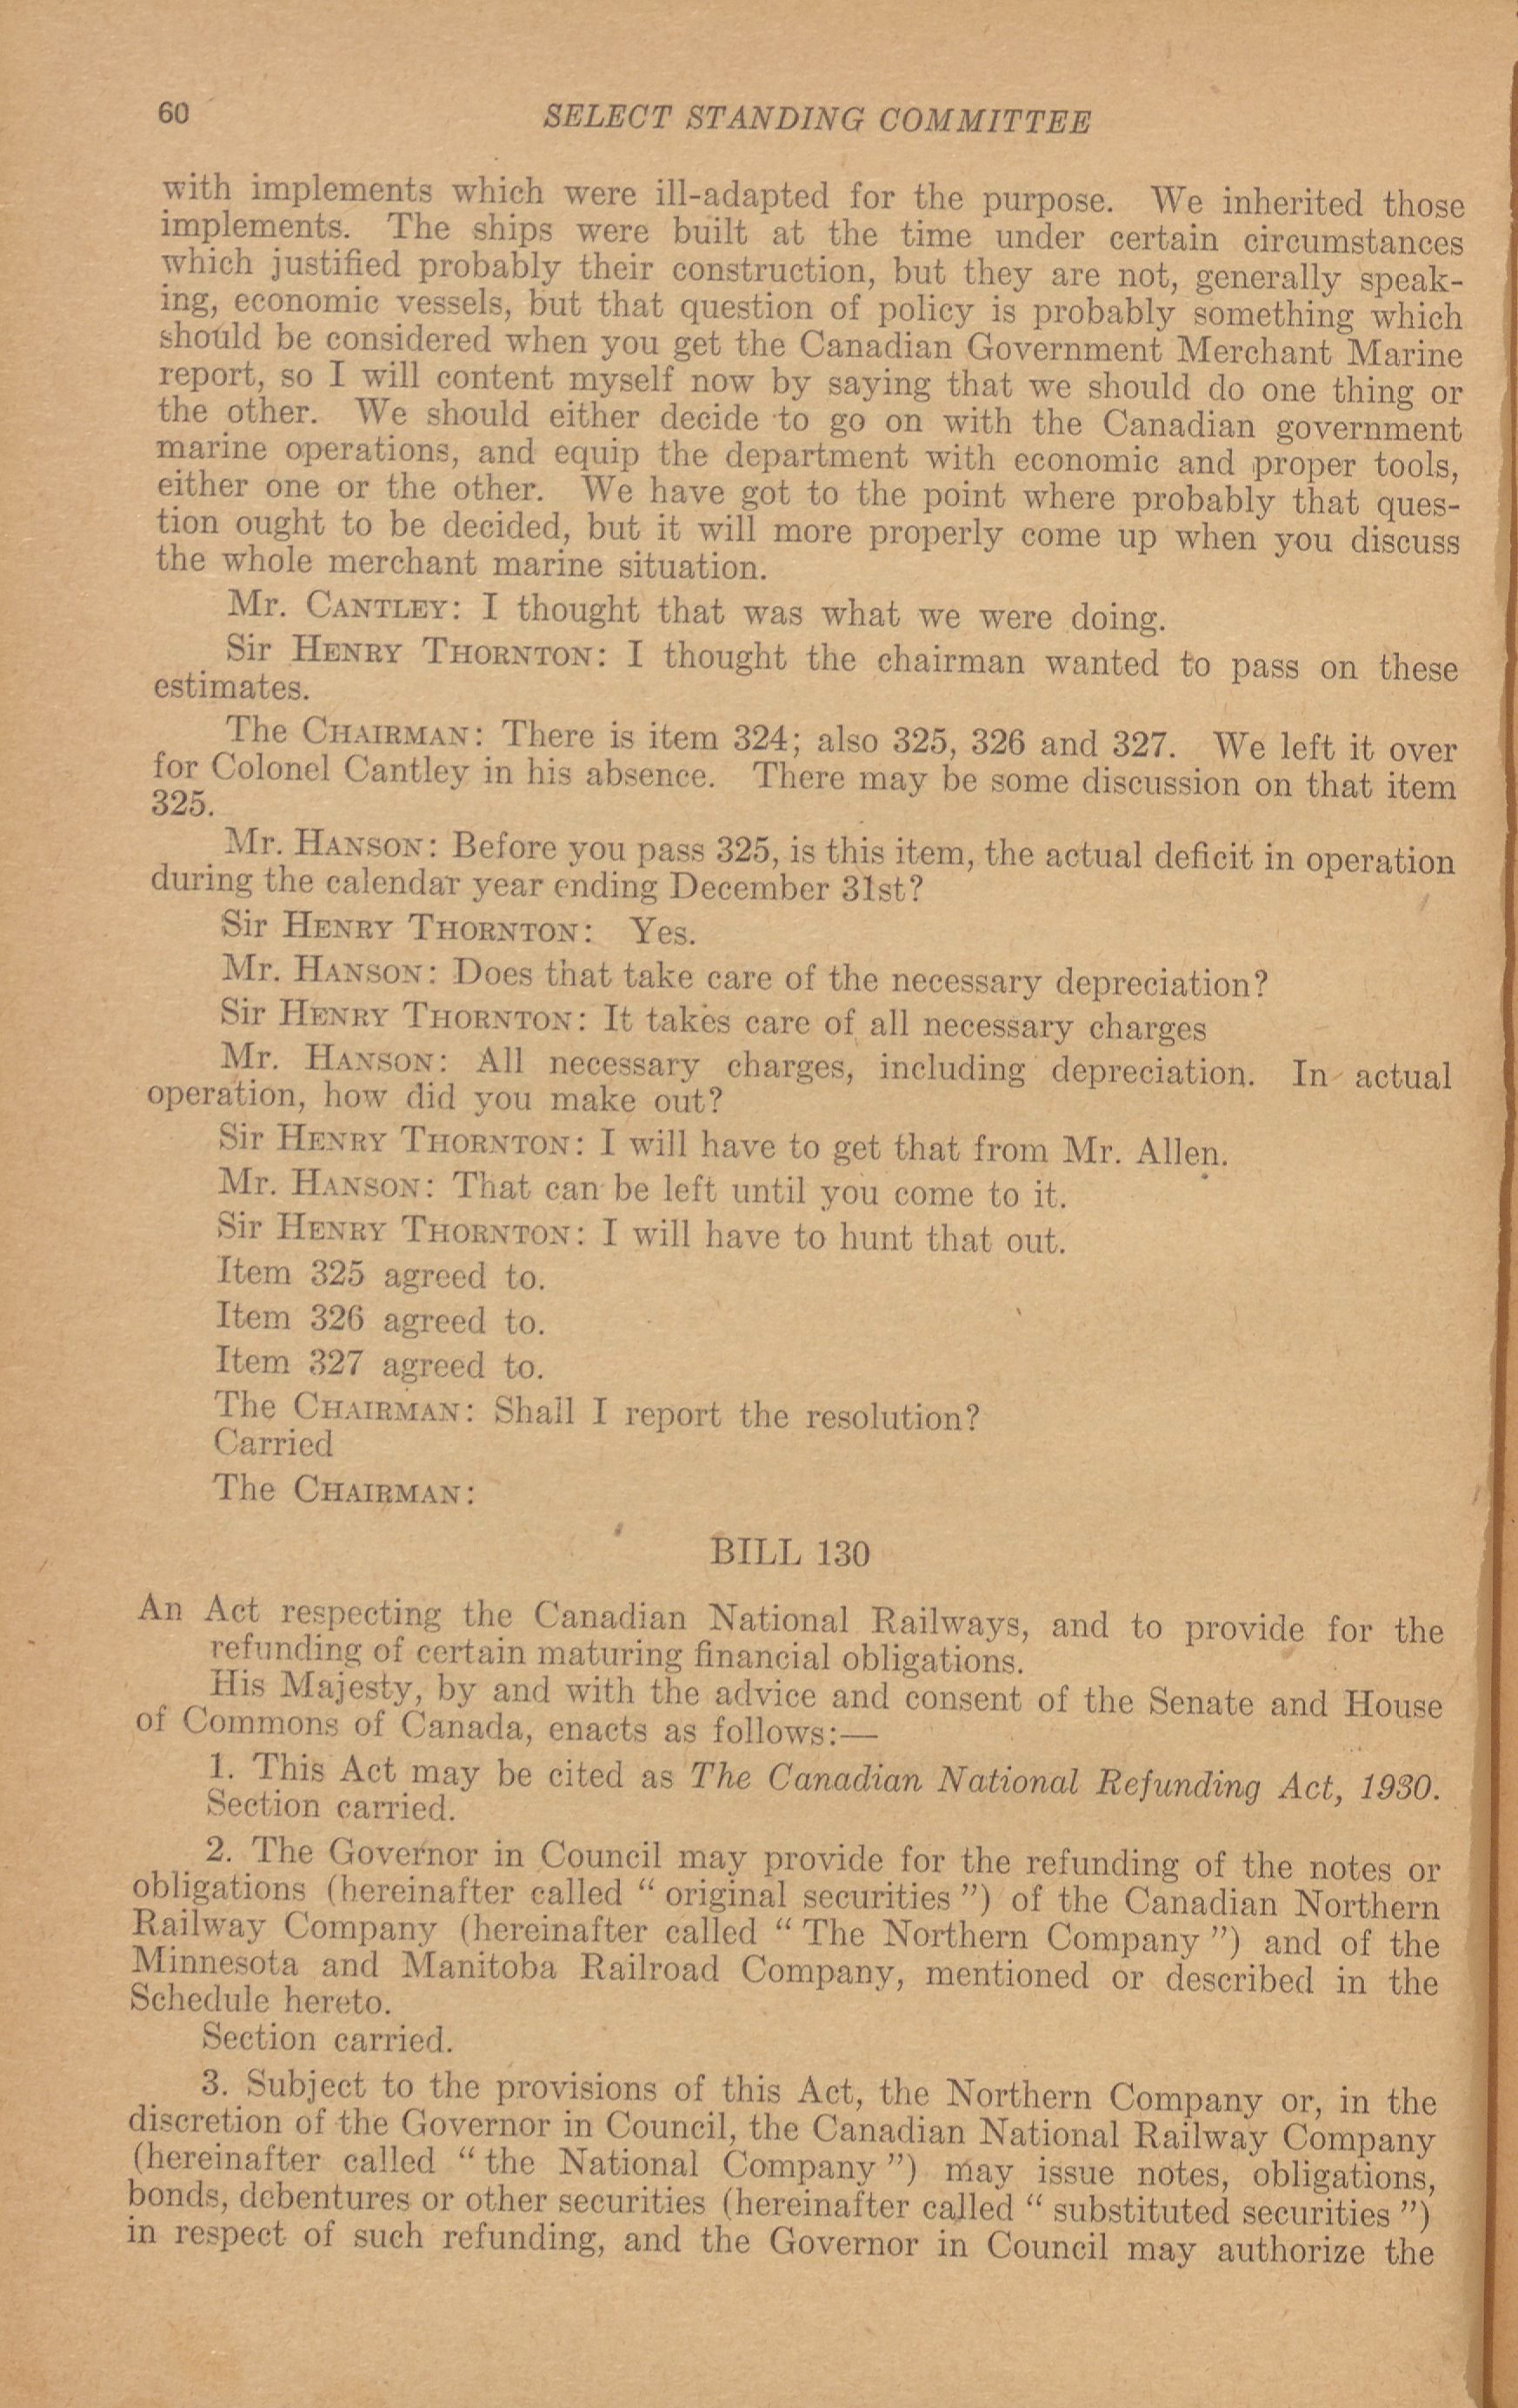 60
SELECT STANDING COMMITTEE
with implements which were ill-adapted for the purpose. We inherited those
implements. The ships were built at the time under certain circumstances
which justified probably their construction, but they are not, generally speak-
ing, economic vessels, but that question of policy is probably something which
should be considered when you get the Canadian Government Merchant Marine
report, so I will content myself now by saying that we should do one thing or
the other. We should either decide to go on with the Canadian government
marine operations, and equip the department with economic and proper tools,
either one or the other. We have got to the point where probably that ques-
tion ought to be decided, but it will more properly come up when you discuss
the whole merchant marine situation.
Mr. CANTLEY: I thought that was what we were doing.
Sir HENRY THORNTON: I thought the chairman wanted to pass on these
estimates.
The CHAIRMAN: There is item 324; also 325, 326 and 327. We left it over
for Colonel Cantley in his absence. There may be some discussion on that item
325.
Mr. HANSON: Before you pass 325, is this item, the actual deficit in operation
during the calendar year ending December 31st?
Sir HENRY THORNTON: Yes.
Mr. HANSON: Does that take care of the necessary depreciation?
Sir HENRY THORNTON: It takes care of all necessary charges
Mr. HANSON: All necessary charges, including depreciation. In actual
operation, how did you make out?
Sir HENRY THORNTON: I will have to get that from Mr. Allen.
Mr. HANSON: That can be left until you come to it.
Sir HENRY THORNTON: I will have to hunt that out.
Item 325 agreed to.
Item 326 agreed to.
Item 327 agreed to.
The CHAIRMAN: Shall I report the resolution?
Carried
The CHAIRMAN:
BILL 130
An Act respecting the Canadian National Railways, and to provide for the
refunding of certain maturing financial obligations.
His Majesty, by and with the advice and consent of the Senate and House
of Commons of Canada, enacts as follows:—
1. This Act may be cited as The Canadian National Refunding Act, 1930.
Section carried.
2. The Governor in Council may provide for the refunding of the notes or
obligations (hereinafter called " original securities ") of the Canadian Northern
Railway Company (hereinafter called " The Northern Company ") and of the
Minnesota and Manitoba Railroad Company, mentioned or described in the
Schedule hereto.
Section carried.
3. Subject to the provisions of this Act, the Northern Company or, in the
discretion of the Governor in Council, the Canadian National Railway Company
(hereinafter called " the National Company ") may issue notes, obligations,
bonds, debentures or other securities (hereinafter called " substituted securities ")
in respect of such refunding, and the Governor in Council may authorize the